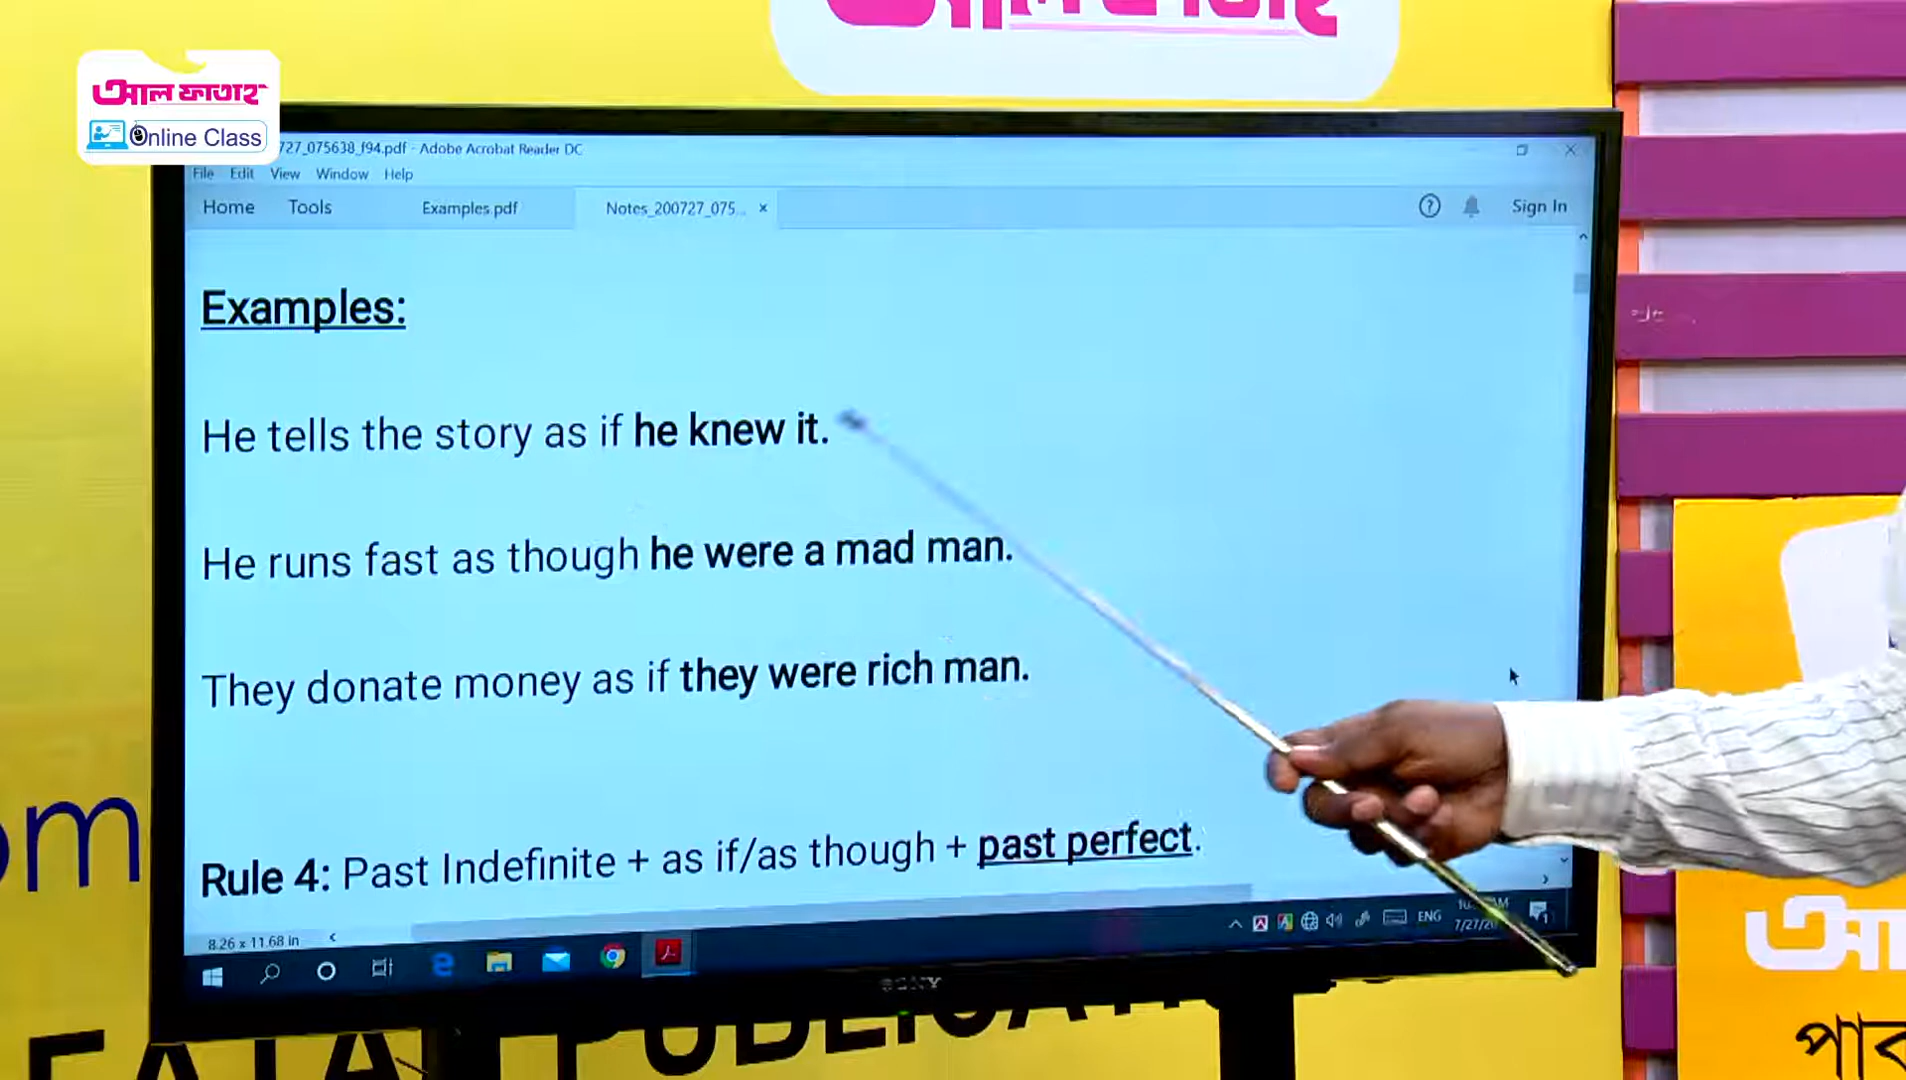 আল ফাতাহ
আল ফাতাহ
Online Class
727_075638_f94.pdf - Adobe Acrobat Reader DC
File Edit View Window Help
Home Tools Examples.pdf Notes_200727_075... × Sign In
Examples:
He tells the story as if he knew it.
He runs fast as though he were a mad man.
They donate money as if they were rich man.
Rule 4: Past Indefinite + as if/as though + past perfect.
8.26 x 11.68 in
ENG
SONY
om